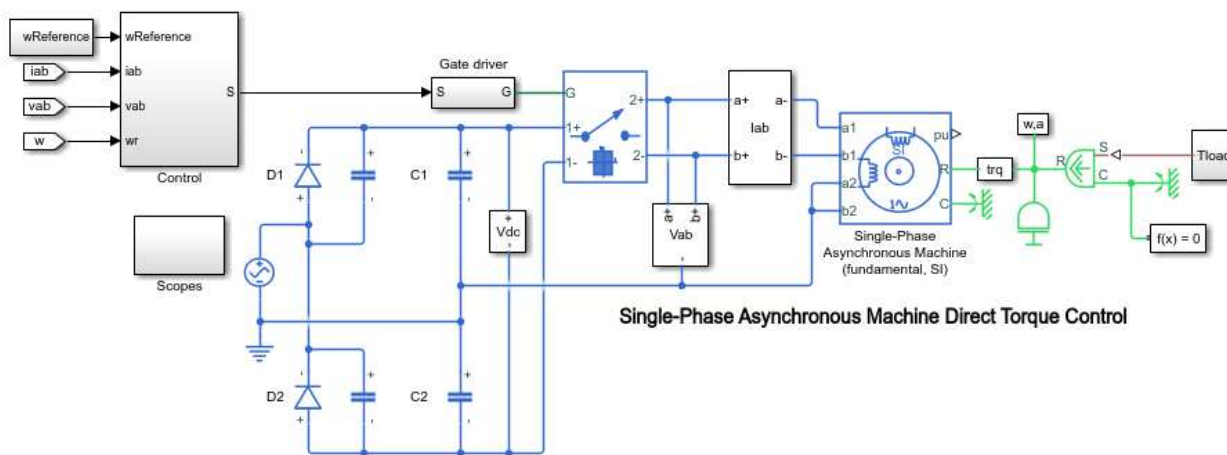 wReference
wReference
iab
iab
vab
vab
w
wr
S
Control
Gate driver
S
G
G
1+
1-
2+
2-
a+
a-
Iab
b+
b-
a1
b1
a2
b2
SI
pu
R
C
trq
w,a
R
S
C
Tload
f(x) = 0
D1
+
-
+
-
C1
+
-
+
Vdc
-
a+
b+
Vab
-
Single-Phase
Asynchronous Machine
(fundamental, SI)
Scopes
+
-
Single-Phase Asynchronous Machine Direct Torque Control
D2
-
+
+
-
C2
+
-